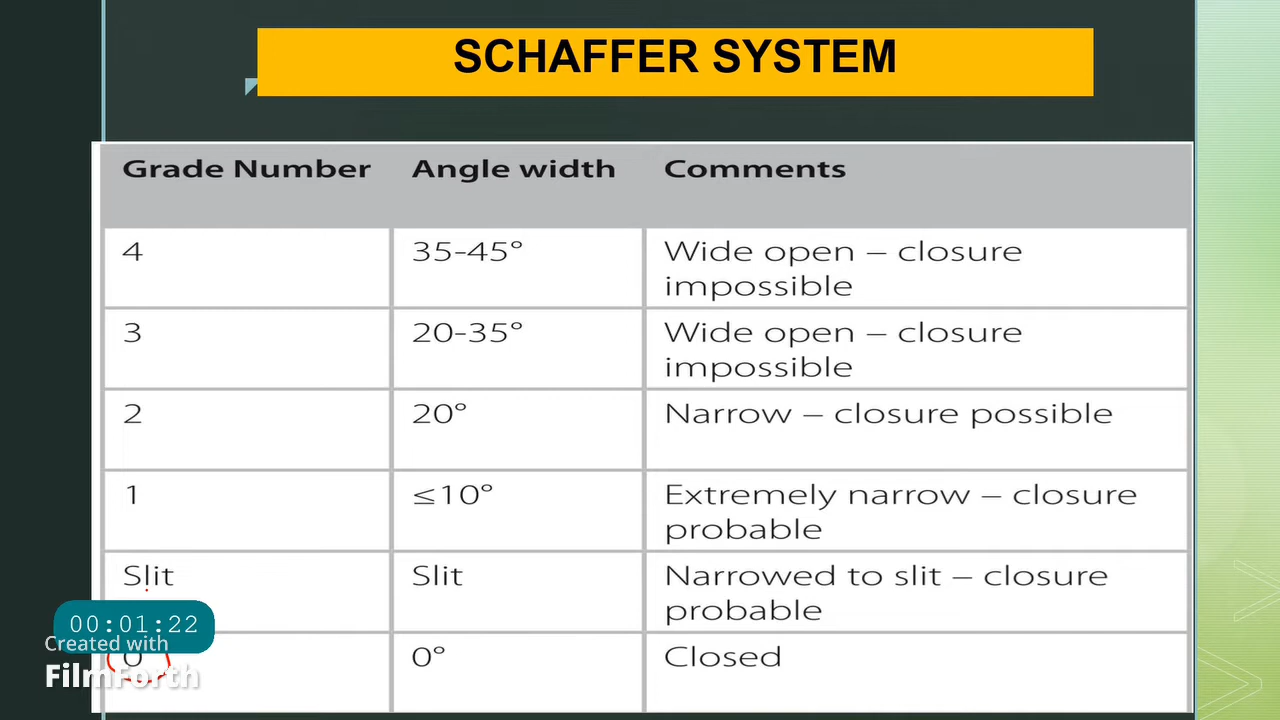 SCHAFFER SYSTEM
Grade Number Angle width Comments
4 35-45° Wide open – closure
impossible
3 20-35° Wide open – closure
impossible
2 20° Narrow – closure possible
1 ≤10° Extremely narrow – closure
probable
Slit Slit Narrowed to slit – closure
probable
00:01:22
Created with
0 0° Closed
FilmForth